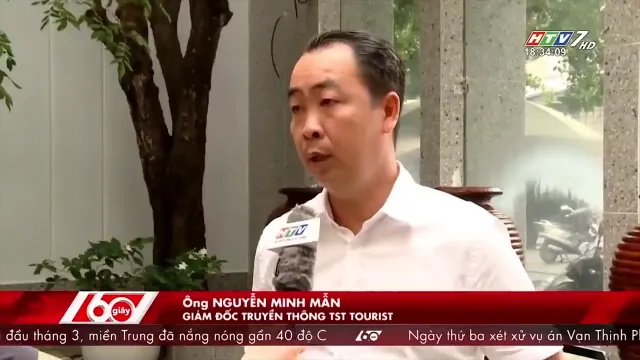 HTV7 HD
18:34:09
HTV
60 giây
Ông NGUYỄN MINH MẪN
GIÁM ĐỐC TRUYỀN THÔNG TST TOURIST
i đầu tháng 3, miền Trung đã nắng nóng gần 40 độ C
Ngày thứ ba xét xử vụ án Vạn Thịnh P